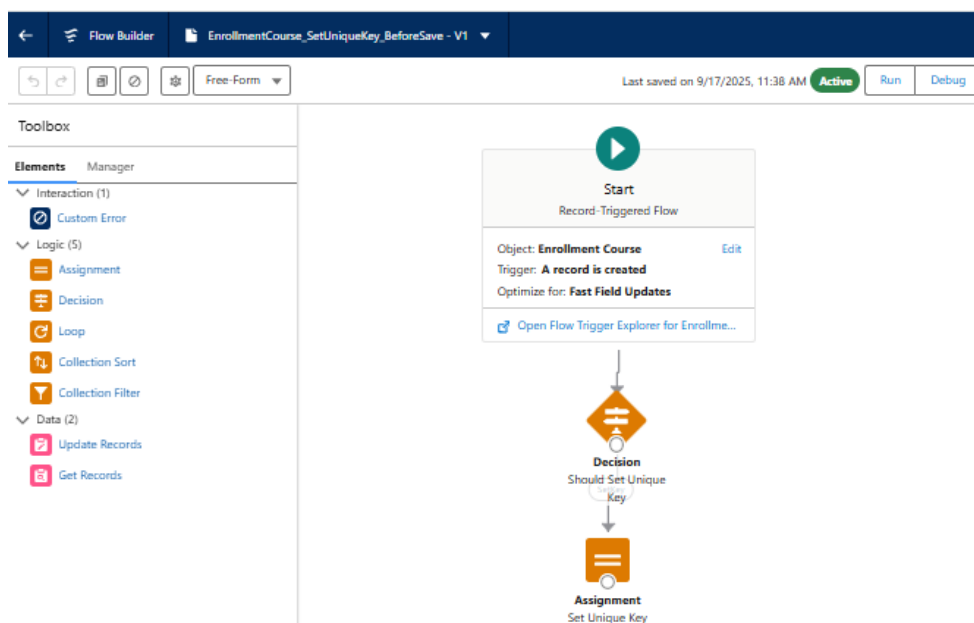 Flow Builder
EnrollmentCourse_SetUniqueKey_BeforeSave - V1
Free-Form
Last saved on 9/17/2025, 11:38 AM
Active
Run
Debug
Toolbox
Elements
Manager
Interaction (1)
Custom Error
Logic (5)
Assignment
Decision
Loop
Collection Sort
Collection Filter
Data (2)
Update Records
Get Records
Start
Record-Triggered Flow
Object: Enrollment Course
Edit
Trigger: A record is created
Optimize for: Fast Field Updates
Open Flow Trigger Explorer for Enrollme...
Decision
Should Set Unique
Key
Assignment
Set Unique Key